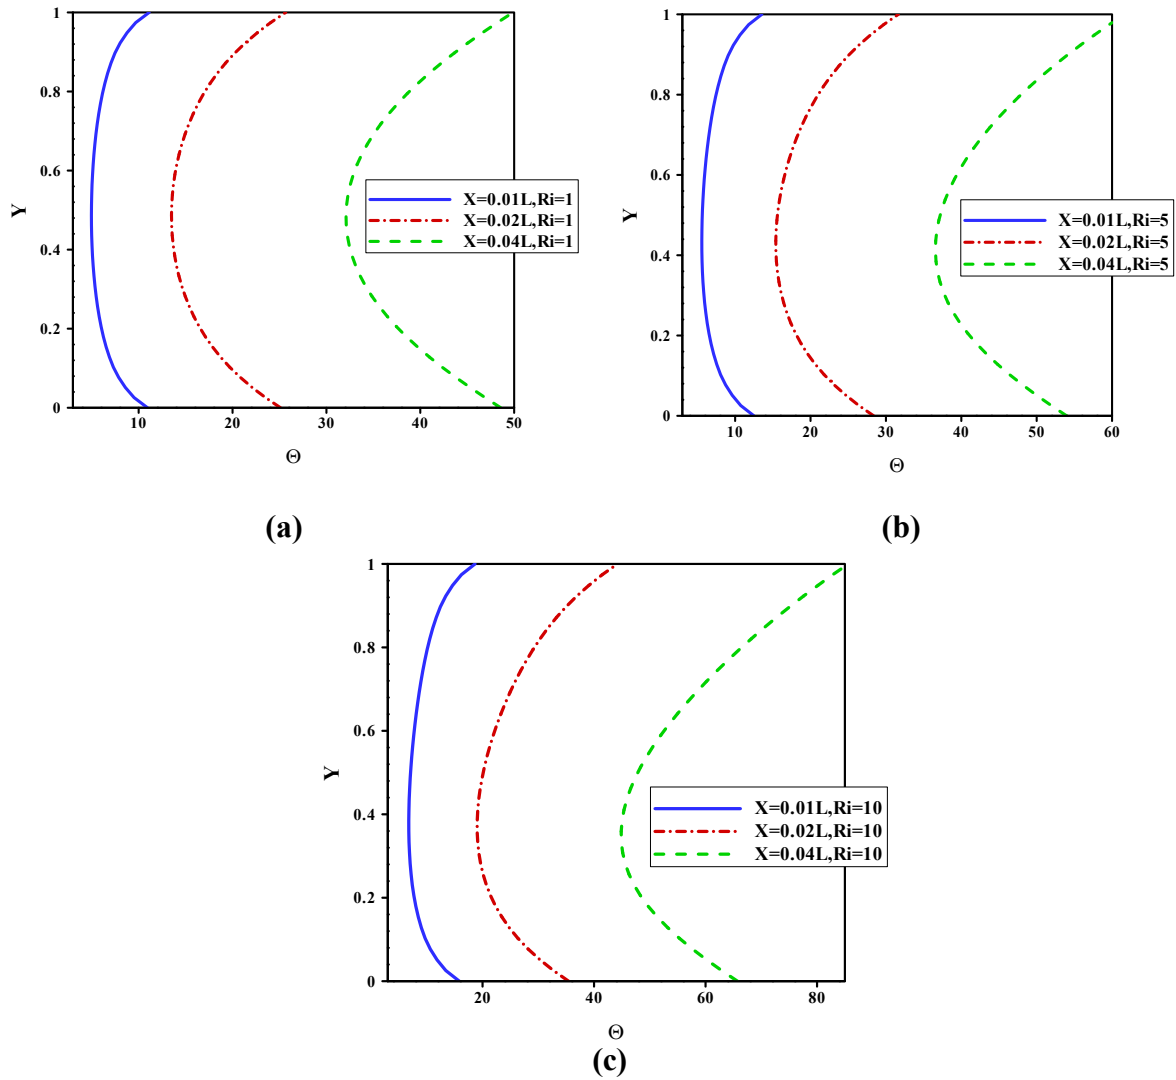 1
0.8
0.6
Y
0.4
0.2
0
10 20 30 40 50
Θ
X=0.01L,Ri=1
X=0.02L,Ri=1
X=0.04L,Ri=1
(a)
1
0.8
0.6
Y
0.4
0.2
0
10 20 30 40 50 60
Θ
X=0.01L,Ri=5
X=0.02L,Ri=5
X=0.04L,Ri=5
(b)
1
0.8
0.6
Y
0.4
0.2
0
20 40 60 80
Θ
X=0.01L,Ri=10
X=0.02L,Ri=10
X=0.04L,Ri=10
(c)